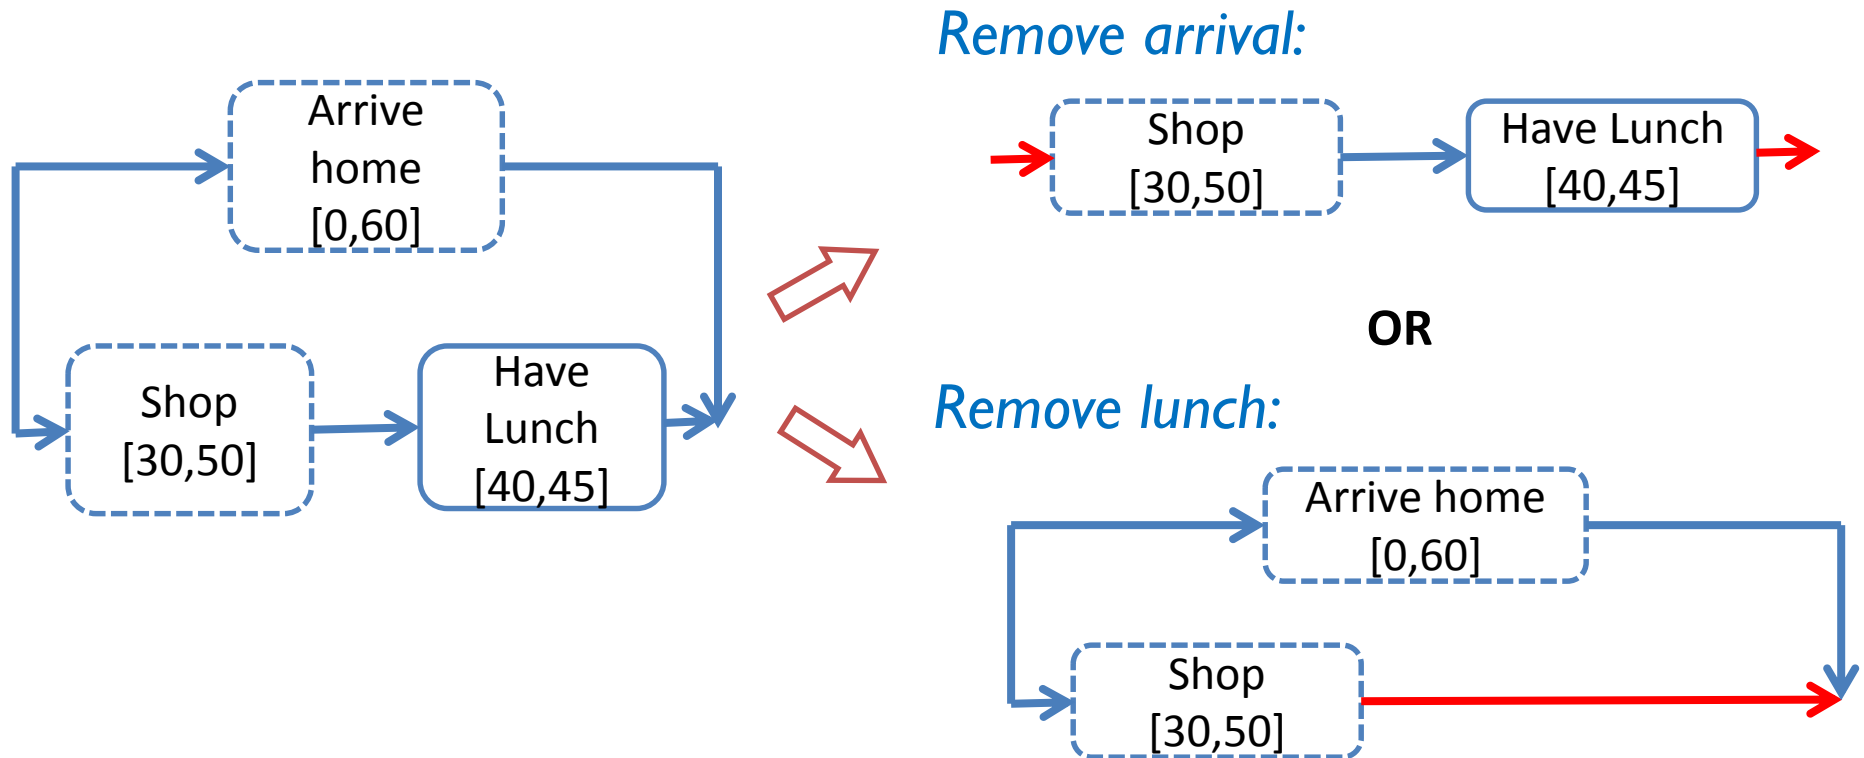 Arrive
home
[0,60]
Shop
[30,50]
Have
Lunch
[40,45]
Remove arrival:
Shop
[30,50]
Have Lunch
[40,45]
OR
Remove lunch:
Arrive home
[0,60]
Shop
[30,50]